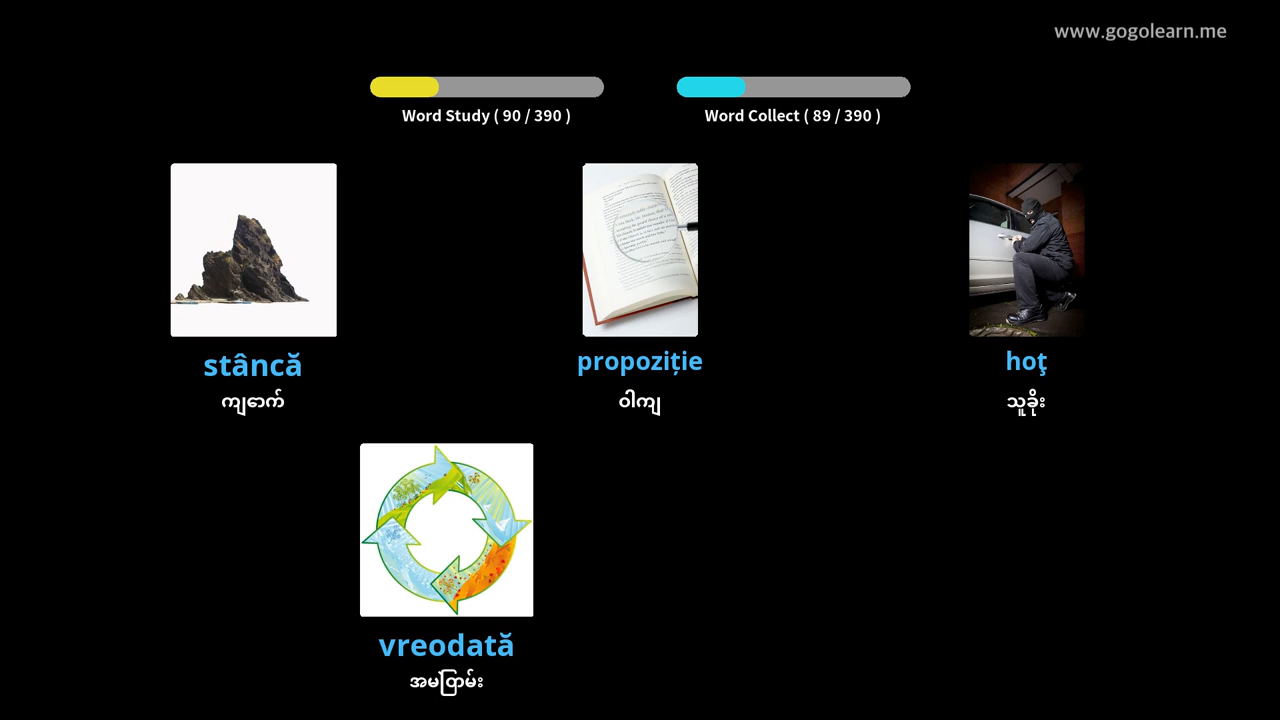 www.gogolearn.me
Word Study ( 90 / 390 )
Word Collect ( 89 / 390 )
stâncă
propoziție
hoţ
ကျောက်
ဝါကျ
သူခိုး
vreodată
အမြဲတမ်း